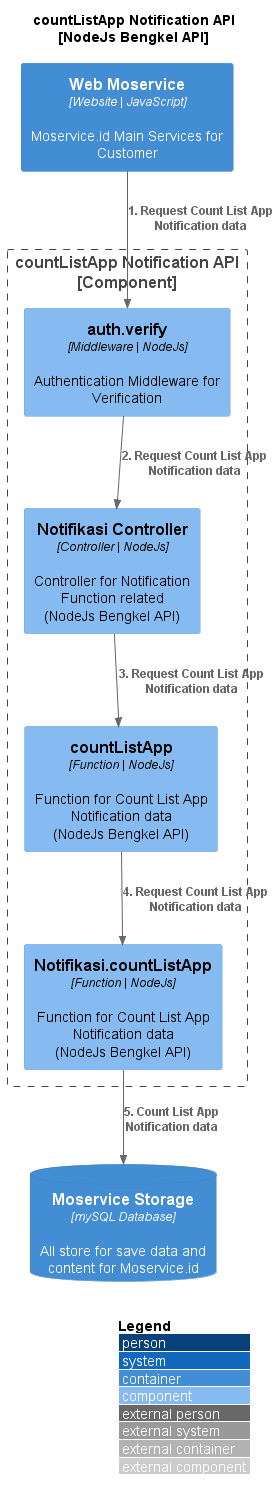 countListApp Notification API
[NodeJs Bengkel API]
Web Moservice
[Website | JavaScript]
Moservice.id Main Services for
Customer
1. Request Count List App
Notification data
countListApp Notification API
[Component]
auth.verify
[Middleware | NodeJs]
Authentication Middleware for
Verification
2. Request Count List App
Notification data
Notifikasi Controller
[Controller | NodeJs]
Controller for Notification
Function related
(NodeJs Bengkel API)
3. Request Count List App
Notification data
countListApp
[Function | NodeJs]
Function for Count List App
Notification data
(NodeJs Bengkel API)
4. Request Count List App
Notification data
Notifikasi.countListApp
[Function | NodeJs]
Function for Count List App
Notification data
(NodeJs Bengkel API)
5. Count List App
Notification data
Moservice Storage
[mySQL Database]
All store for save data and
content for Moservice.id
Legend
person
system
container
component
external person
external system
external container
external component